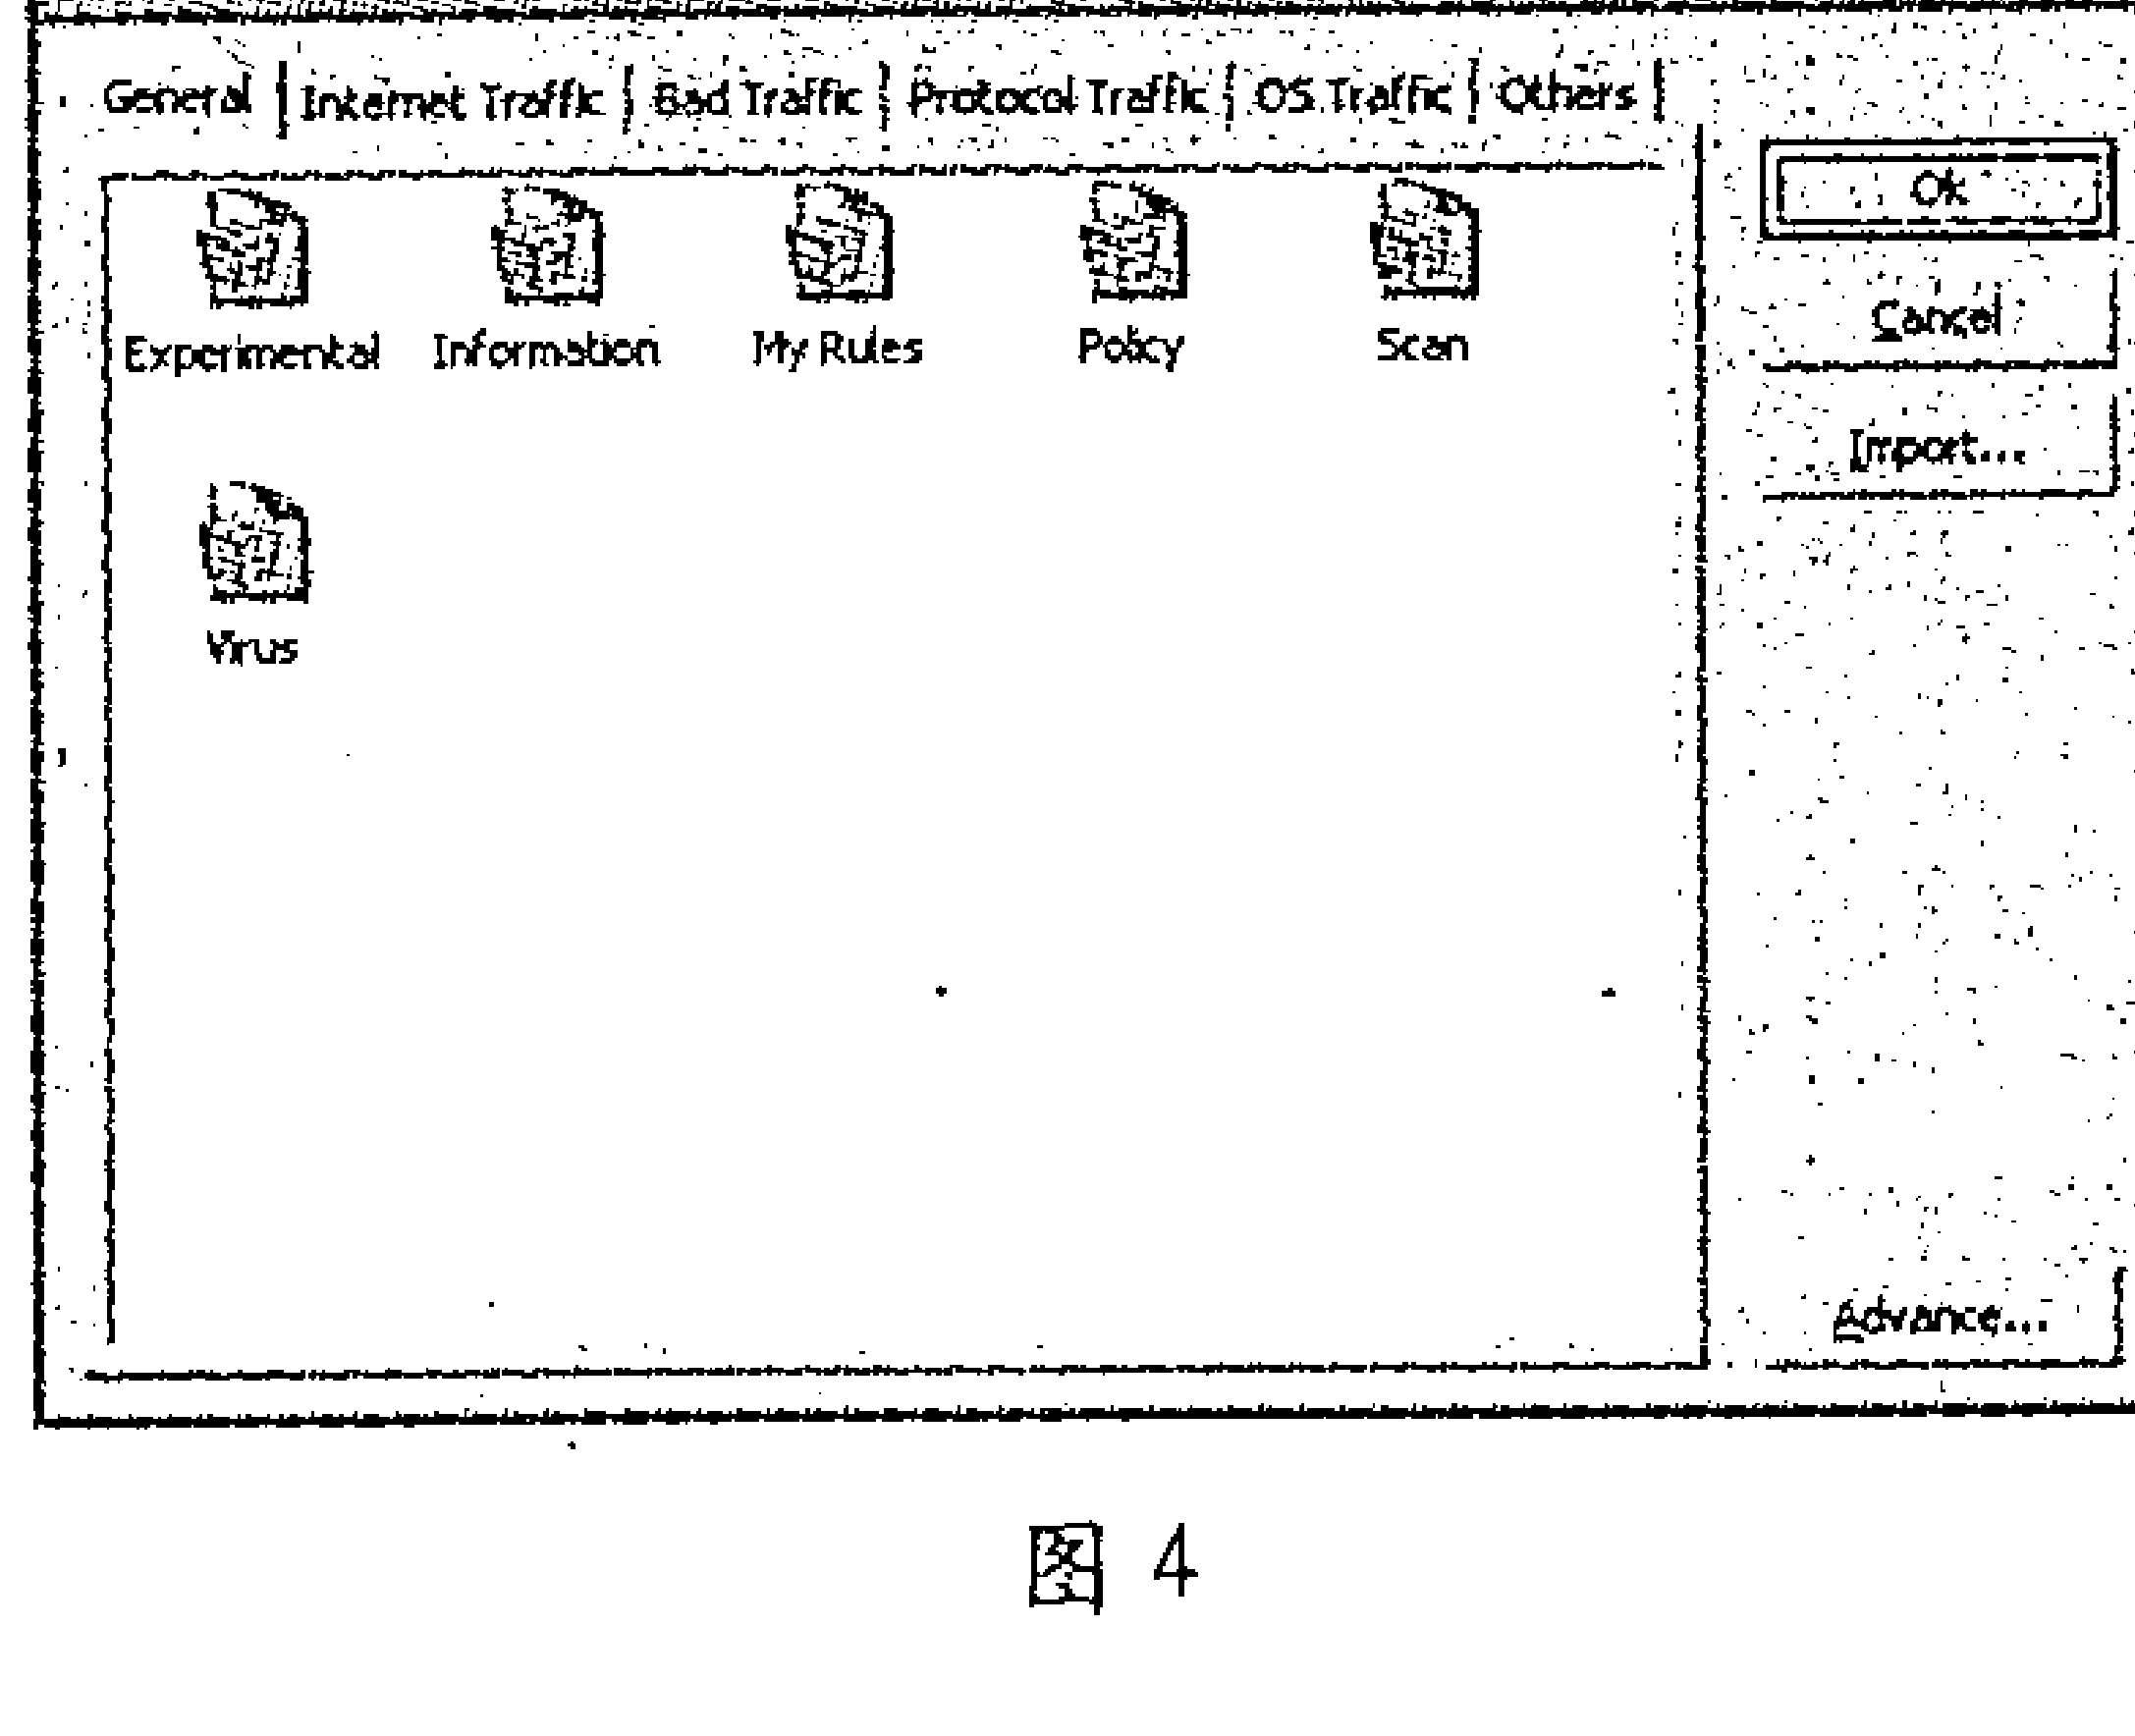 General Internet Traffic Bad Traffic Protocol Traffic OS Traffic Others
Ok
Cancel
Import...
Experimental Information My Rules Policy Scan
Virus
Advance...
图 4